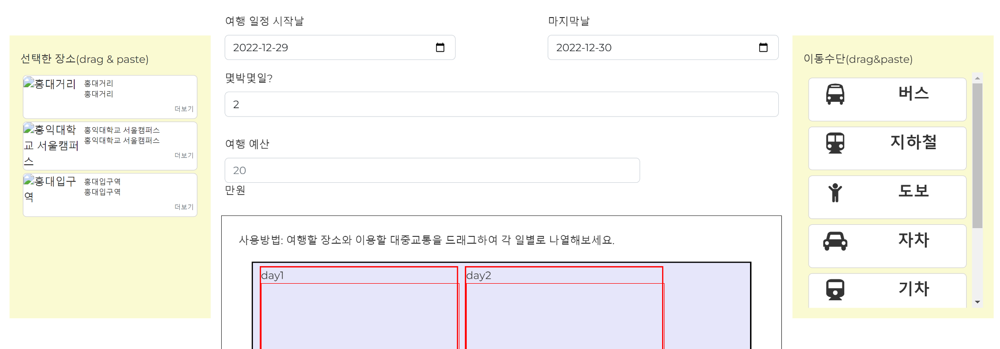 선택한 장소(drag & paste)
홍대거리
홍대거리
홍대거리
더보기
홍익대학
교 서울캠퍼
스
홍익대학교 서울캠퍼스
홍익대학교 서울캠퍼스
더보기
홍대입구
역
홍대입구역
홍대입구역
더보기
여행 일정 시작날
2022-12-29
마지막날
2022-12-30
몇박몇일?
2
여행 예산
20
만원
사용방법: 여행할 장소와 이용할 대중교통을 드래그하여 각 일별로 나열해보세요.
day1
day2
이동수단(drag&paste)
버스
지하철
도보
자차
기차